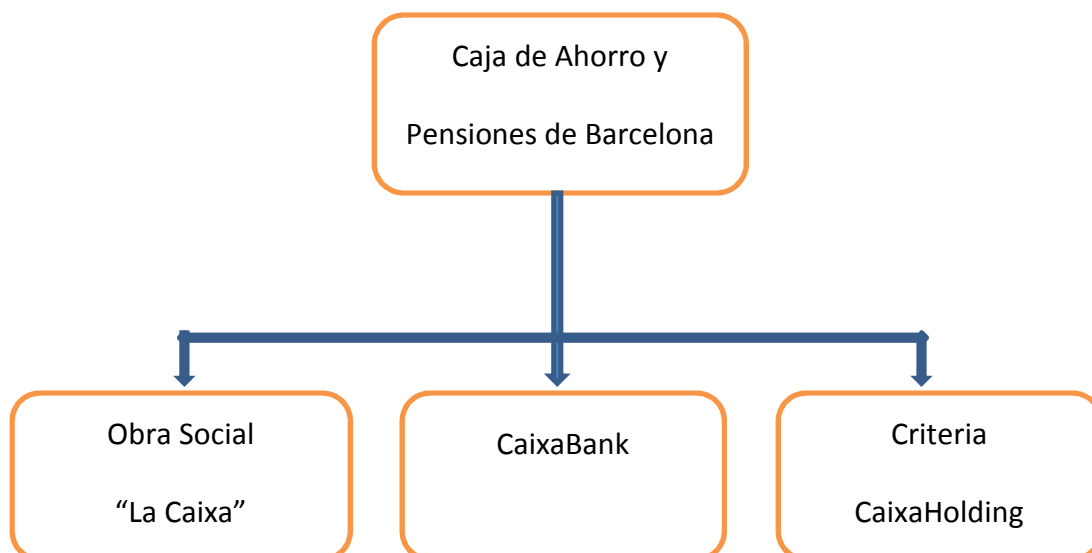 Caja de Ahorro y
Pensiones de Barcelona
Obra Social
“La Caixa”
CaixaBank
Criteria
CaixaHolding